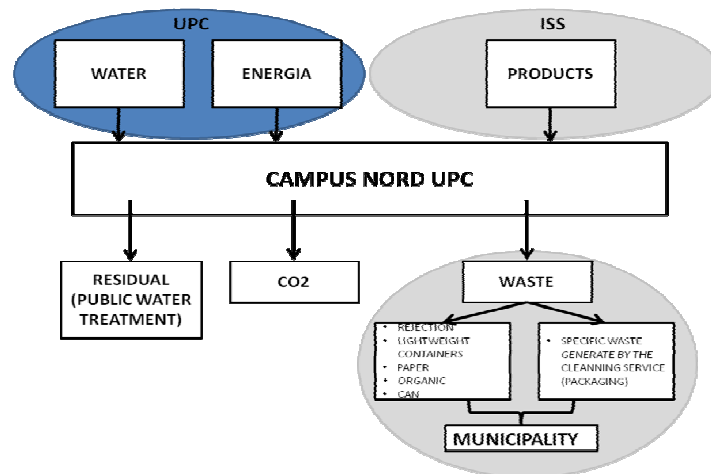 UPC
ISS
WATER
ENERGIA
PRODUCTS
CAMPUS NORD UPC
RESIDUAL
(PUBLIC WATER
TREATMENT)
CO2
WASTE
• REJECTION
• LIGHTWEIGHT
CONTAINERS
• PAPER
• ORGANIC
• CAN
• SPECIFIC WASTE
GENERATE BY THE
CLEANNING SERVICE
(PACKAGING)
MUNICIPALITY